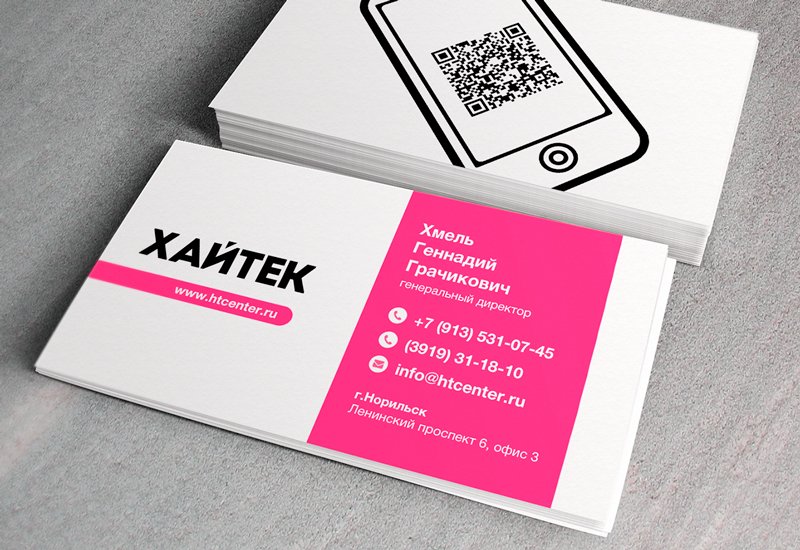 ХАЙТЕК
www.htcenter.ru
Хмель
Геннадий
Грачикович
генеральный директор
+7 (913) 531-07-45
(3919) 31-18-10
info@htcenter.ru
г.Норильск
Ленинский проспект 6, офис 3